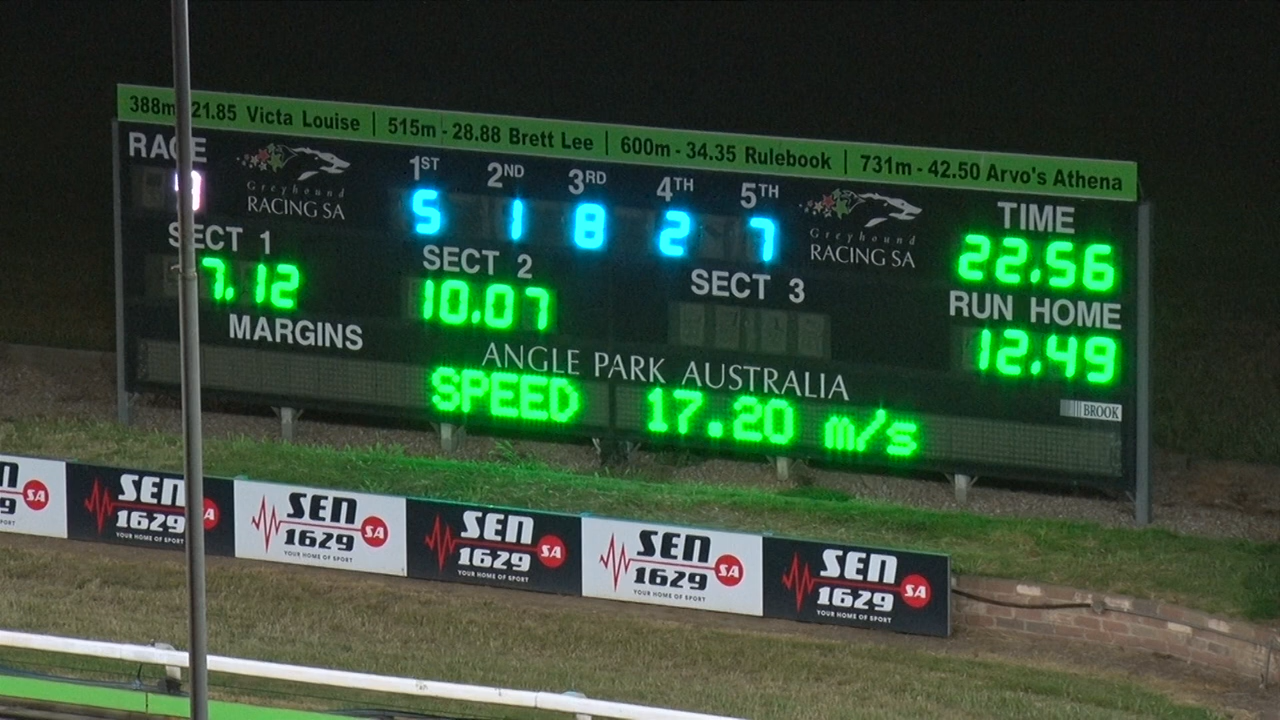 388m - 21.85 Victa Louise | 515m - 28.88 Brett Lee | 600m - 34.35 Rulebook | 731m - 42.50 Arvo's Athena
RACE
Greyhound
RACING SA
1ST 2ND 3RD 4TH 5TH
5 1 8 2 7
Greyhound
RACING SA
TIME
22.56
SECT 1
7.12
SECT 2
10.07
SECT 3
RUN HOME
12.49
MARGINS
ANGLE PARK AUSTRALIA
SPEED 17.20 m/s
BROOK
SA
SEN
1629
SA
SEN
1629
SA
YOUR HOME OF SPORT
SEN
1629
SA
YOUR HOME OF SPORT
SEN
1629
SA
YOUR HOME OF SPORT
SEN
1629
SA
YOUR HOME OF SPORT